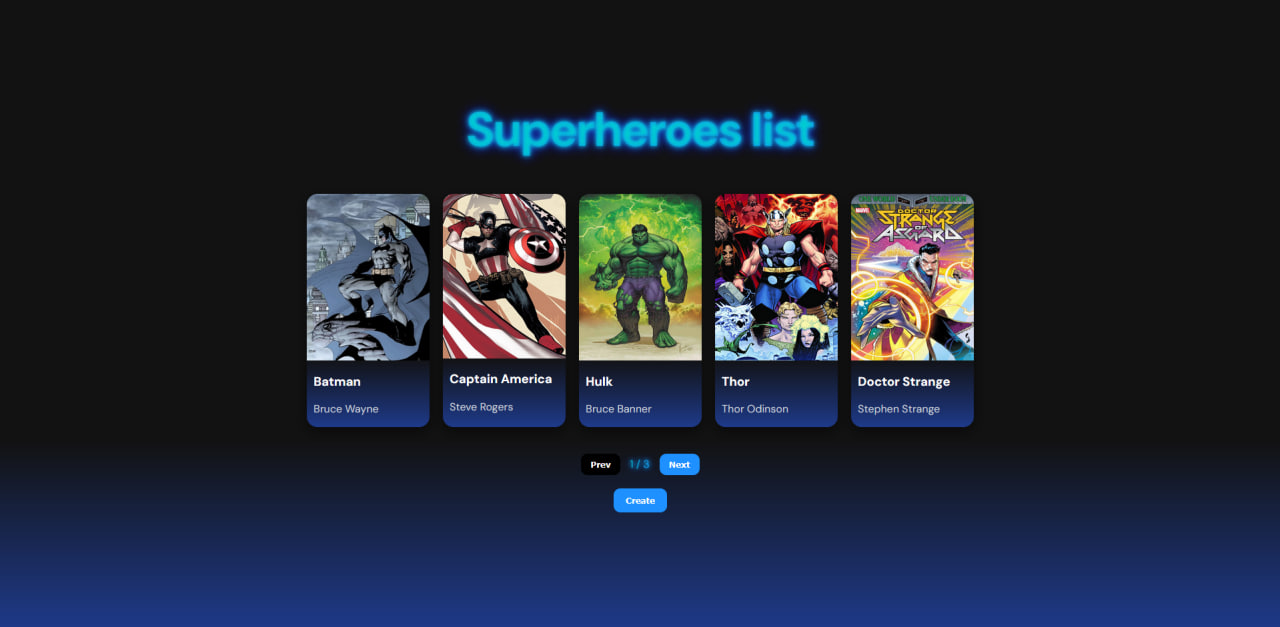 Superheroes list
MARVEL
DOCTOR
STRANGE
OF
ASGARD
Batman
Captain America
Hulk
Thor
Doctor Strange
Bruce Wayne
Steve Rogers
Bruce Banner
Thor Odinson
Stephen Strange
Prev
1 / 3
Next
Create